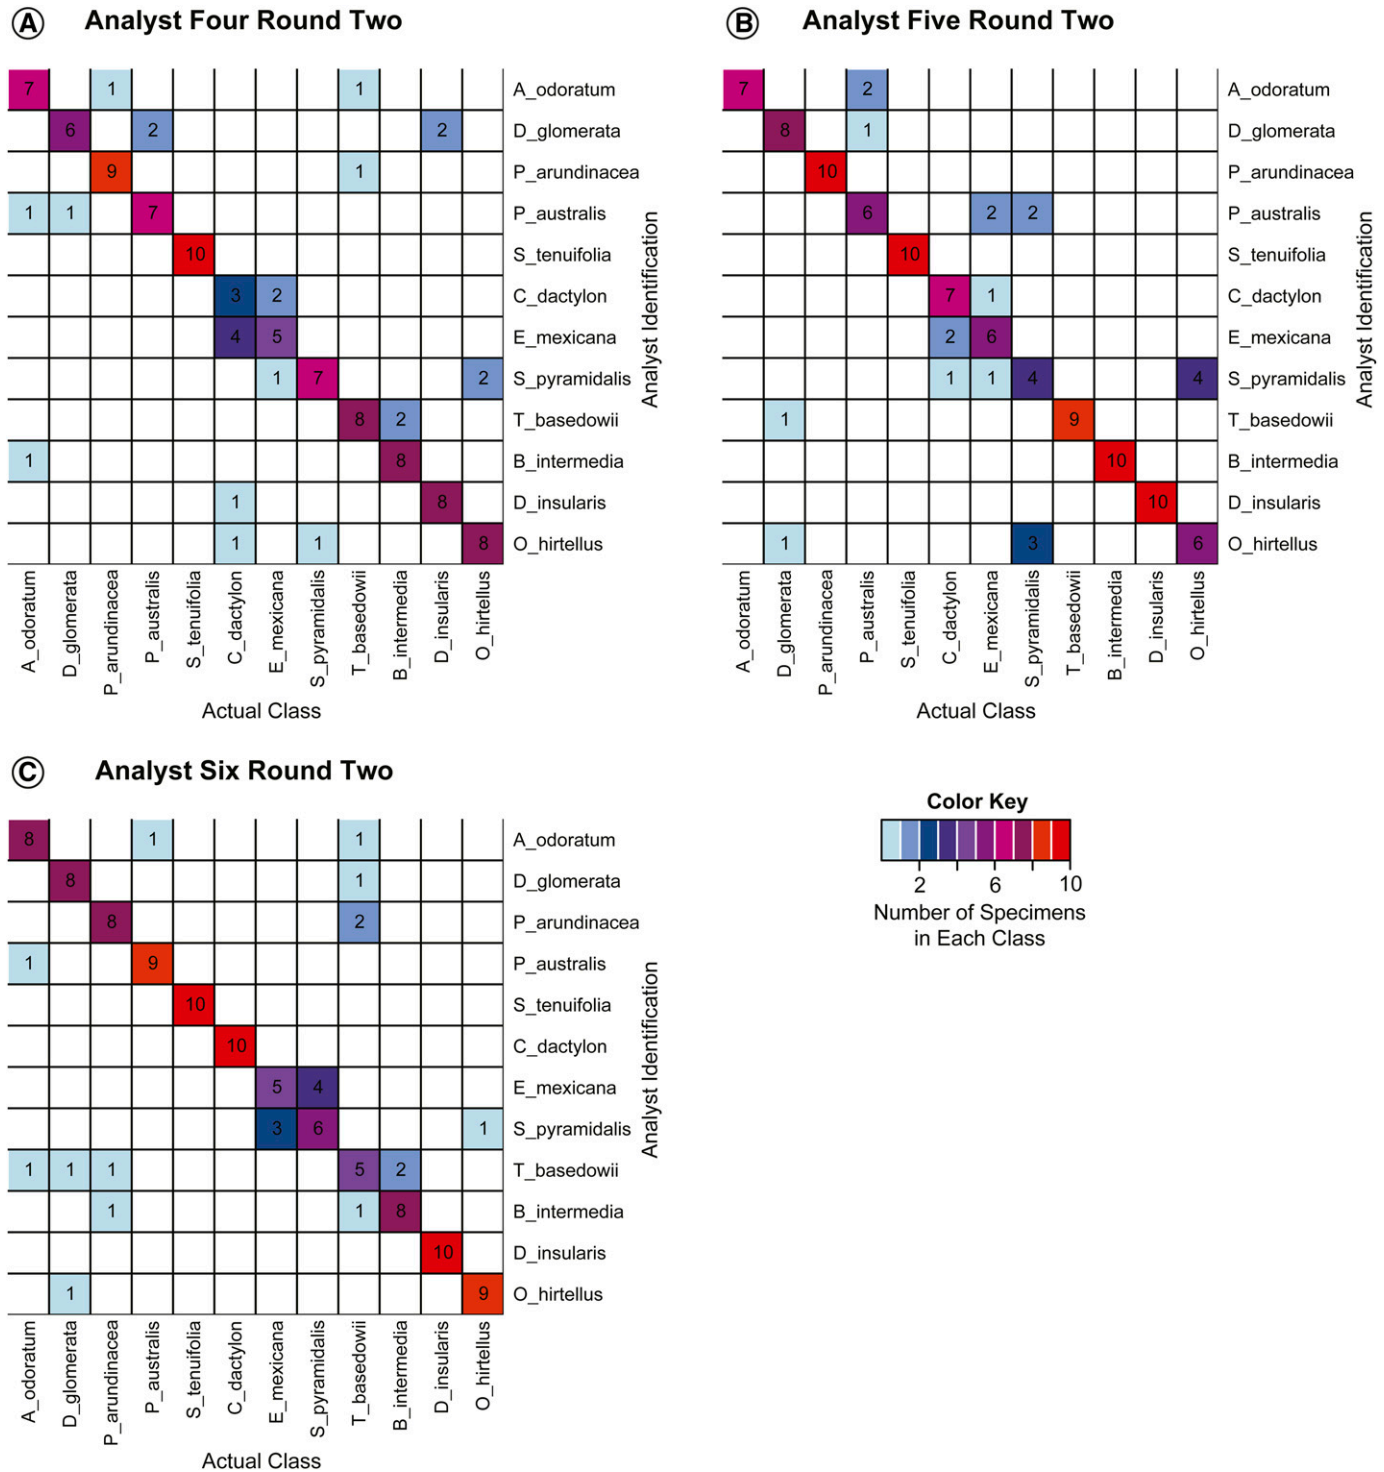 A Analyst Four Round Two
7 1 1 A_odoratum
6 2 2 D_glomerata
9 1 P_arundinacea
1 1 7 P_australis
10 S_tenuifolia
3 2 C_dactylon
4 5 E_mexicana
1 7 2 S_pyramidalis
8 2 T_basedowii
1 8 B_intermedia
1 8 D_insularis
1 1 8 O_hirtellus
Analyst Identification
A_odoratum D_glomerata P_arundinacea P_australis S_tenuifolia C_dactylon E_mexicana S_pyramidalis T_basedowii B_intermedia D_insularis O_hirtellus
Actual Class
B Analyst Five Round Two
7 2 A_odoratum
8 1 D_glomerata
10 P_arundinacea
6 2 2 P_australis
10 S_tenuifolia
7 1 C_dactylon
2 6 E_mexicana
1 1 4 4 S_pyramidalis
1 9 T_basedowii
10 B_intermedia
10 D_insularis
1 3 6 O_hirtellus
Analyst Identification
A_odoratum D_glomerata P_arundinacea P_australis S_tenuifolia C_dactylon E_mexicana S_pyramidalis T_basedowii B_intermedia D_insularis O_hirtellus
Actual Class
C Analyst Six Round Two
8 1 1 A_odoratum
8 1 D_glomerata
8 2 P_arundinacea
1 9 P_australis
10 S_tenuifolia
10 C_dactylon
5 4 E_mexicana
3 6 1 S_pyramidalis
1 1 1 5 2 T_basedowii
1 1 8 B_intermedia
10 D_insularis
1 9 O_hirtellus
Analyst Identification
A_odoratum D_glomerata P_arundinacea P_australis S_tenuifolia C_dactylon E_mexicana S_pyramidalis T_basedowii B_intermedia D_insularis O_hirtellus
Actual Class
Color Key
2 6 10
Number of Specimens
in Each Class